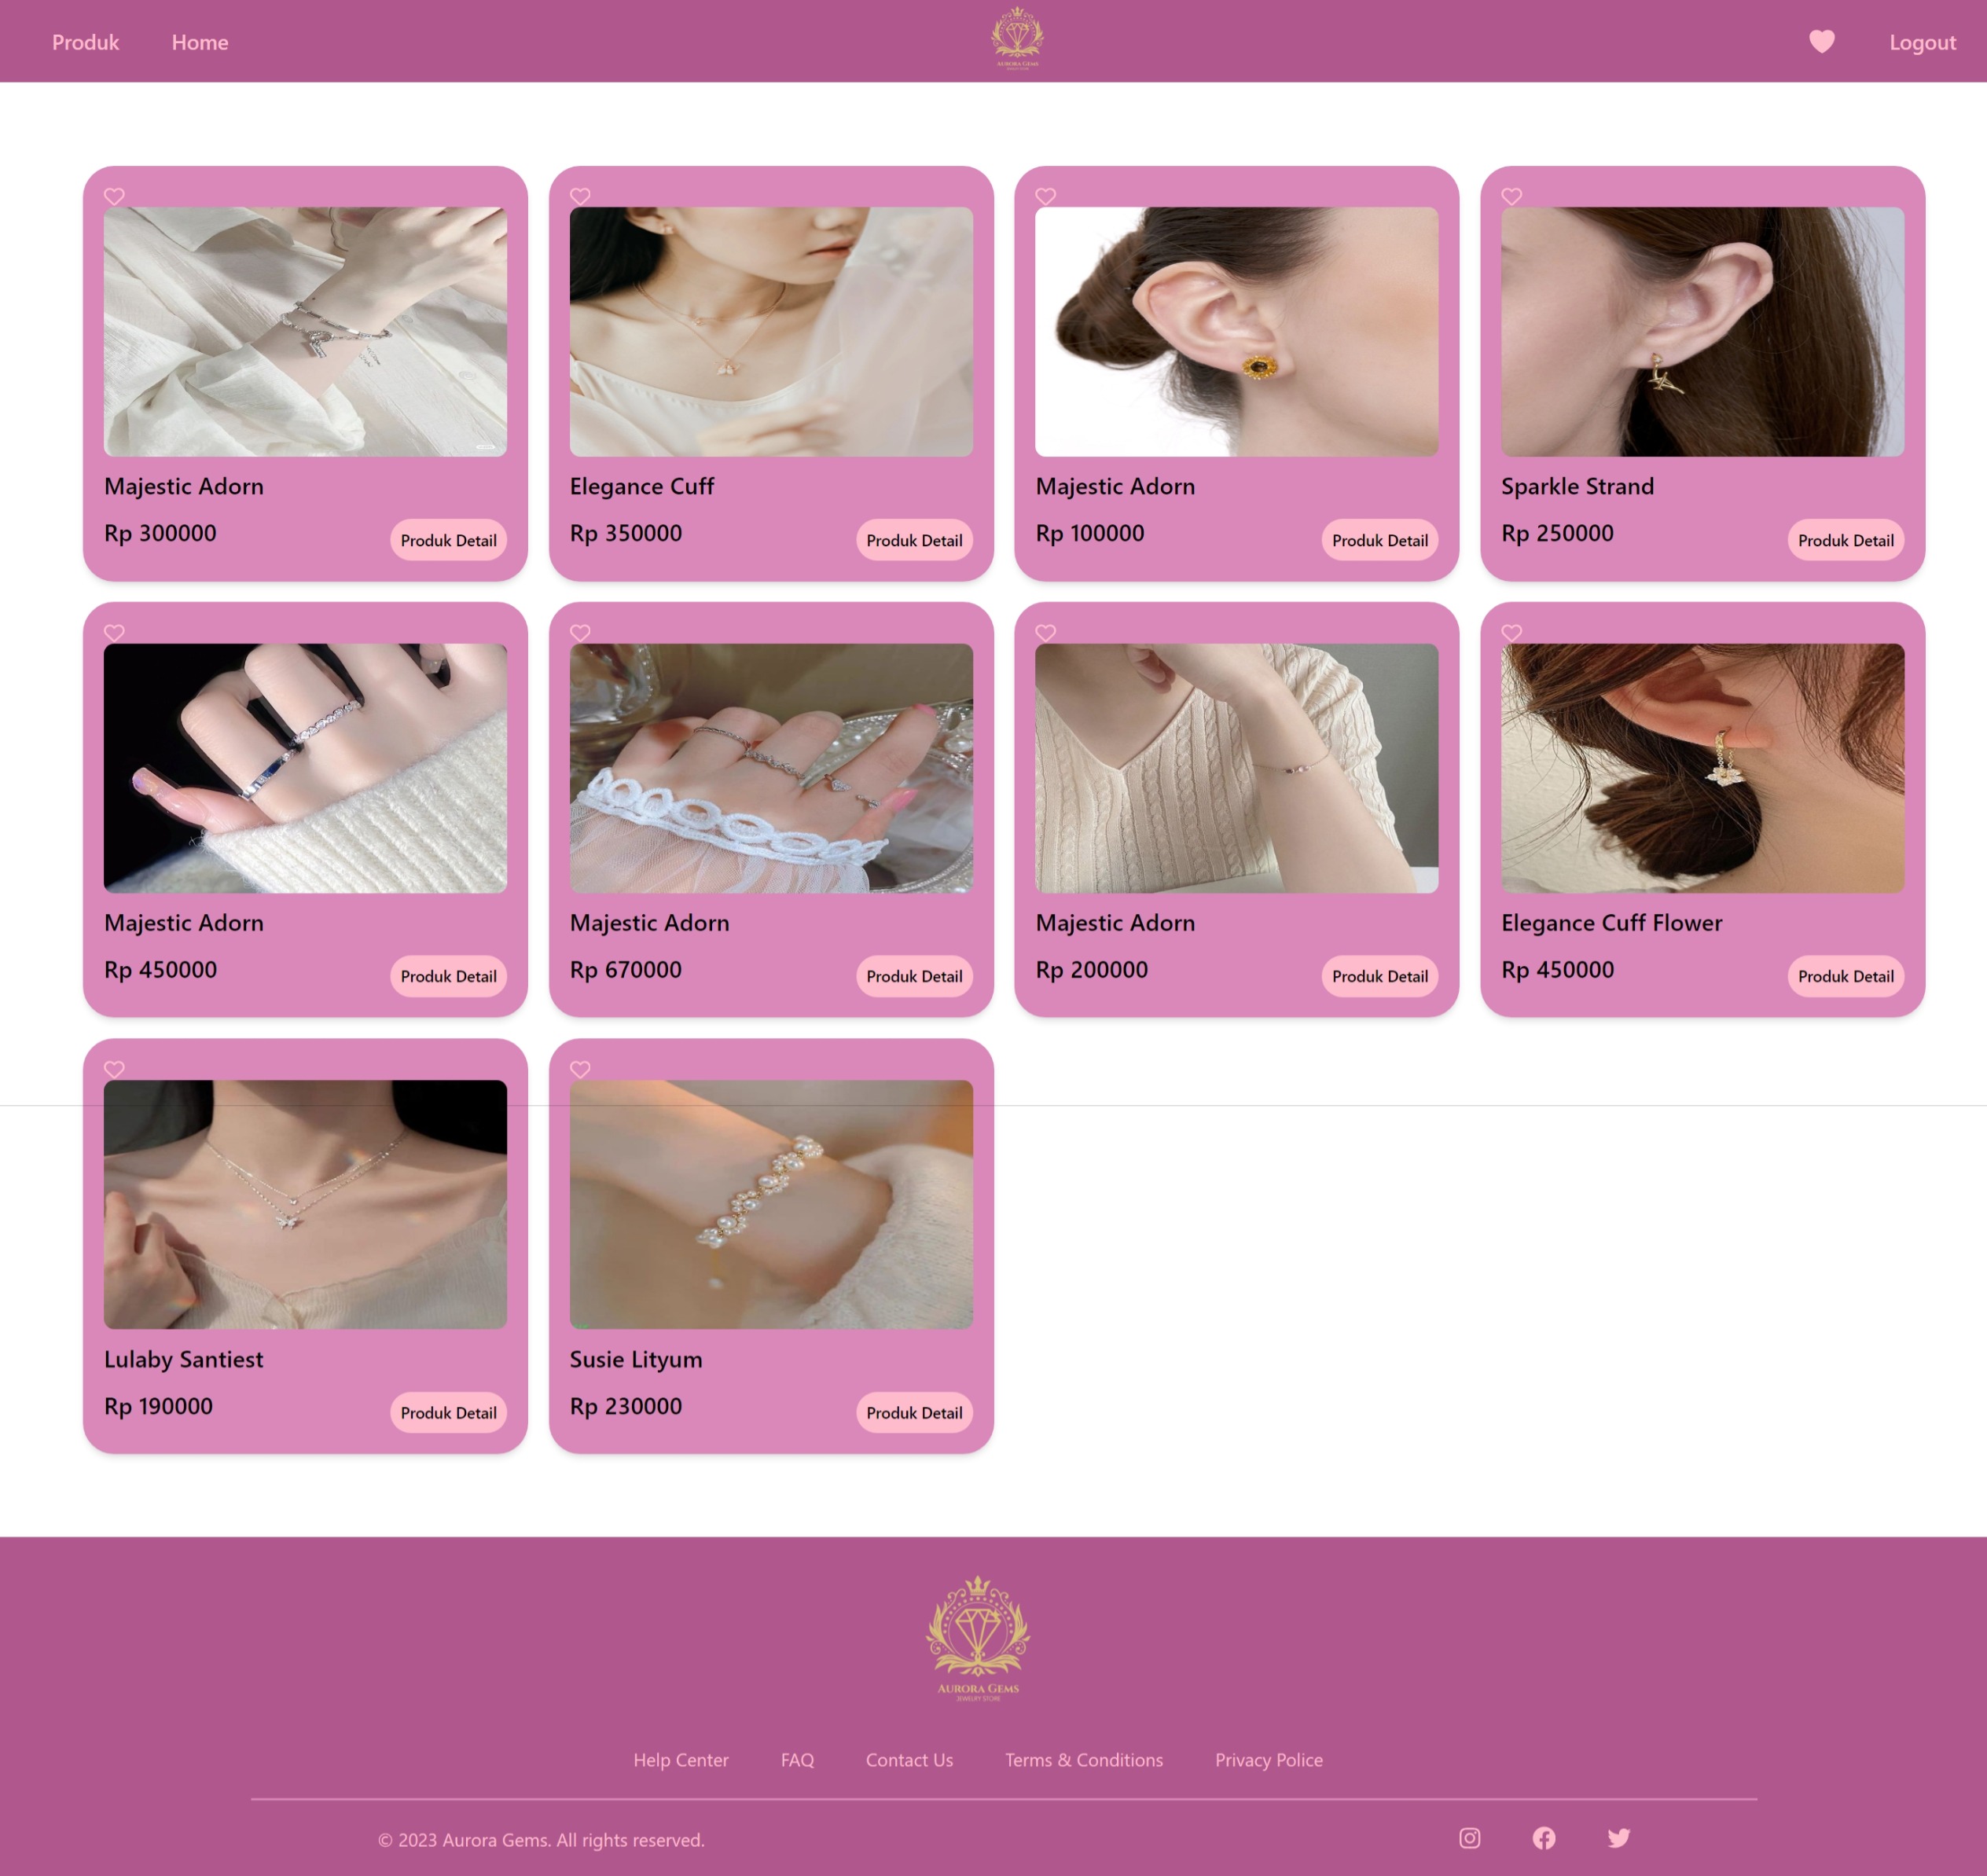 Produk
Home
AURORA GEMS
Logout
Majestic Adorn
Rp 300000
Produk Detail
Elegance Cuff
Rp 350000
Produk Detail
Majestic Adorn
Rp 100000
Produk Detail
Sparkle Strand
Rp 250000
Produk Detail
Majestic Adorn
Rp 450000
Produk Detail
Majestic Adorn
Rp 670000
Produk Detail
Majestic Adorn
Rp 200000
Produk Detail
Elegance Cuff Flower
Rp 450000
Produk Detail
Lulaby Santiest
Rp 190000
Produk Detail
Susie Lityum
Rp 230000
Produk Detail
AURORA GEMS
JEWELRY STORE
Help Center
FAQ
Contact Us
Terms & Conditions
Privacy Police
© 2023 Aurora Gems. All rights reserved.